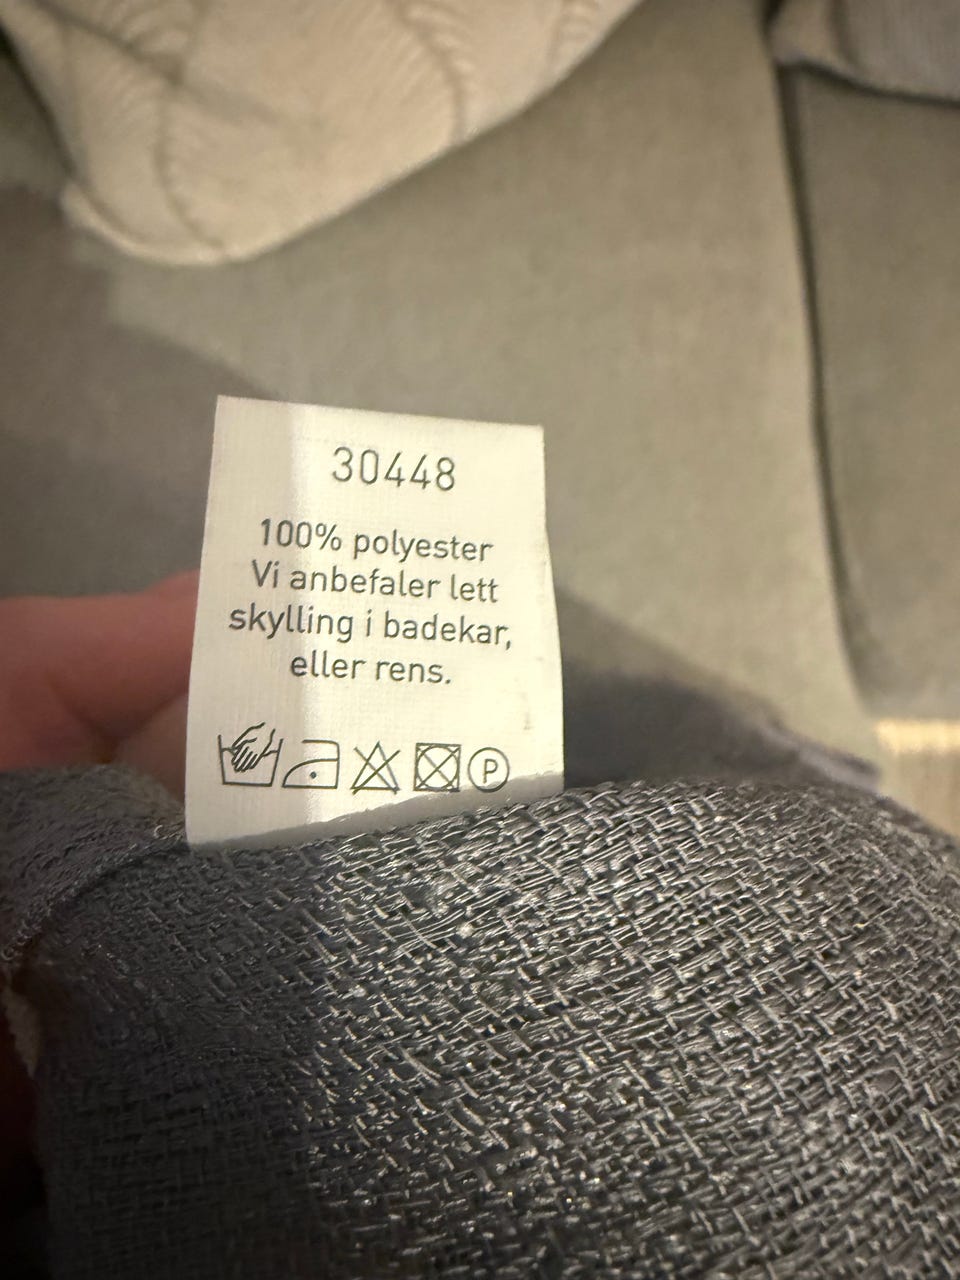 30448
100% polyester
Vi anbefaler lett
skylling i badekar,
eller rens.
P